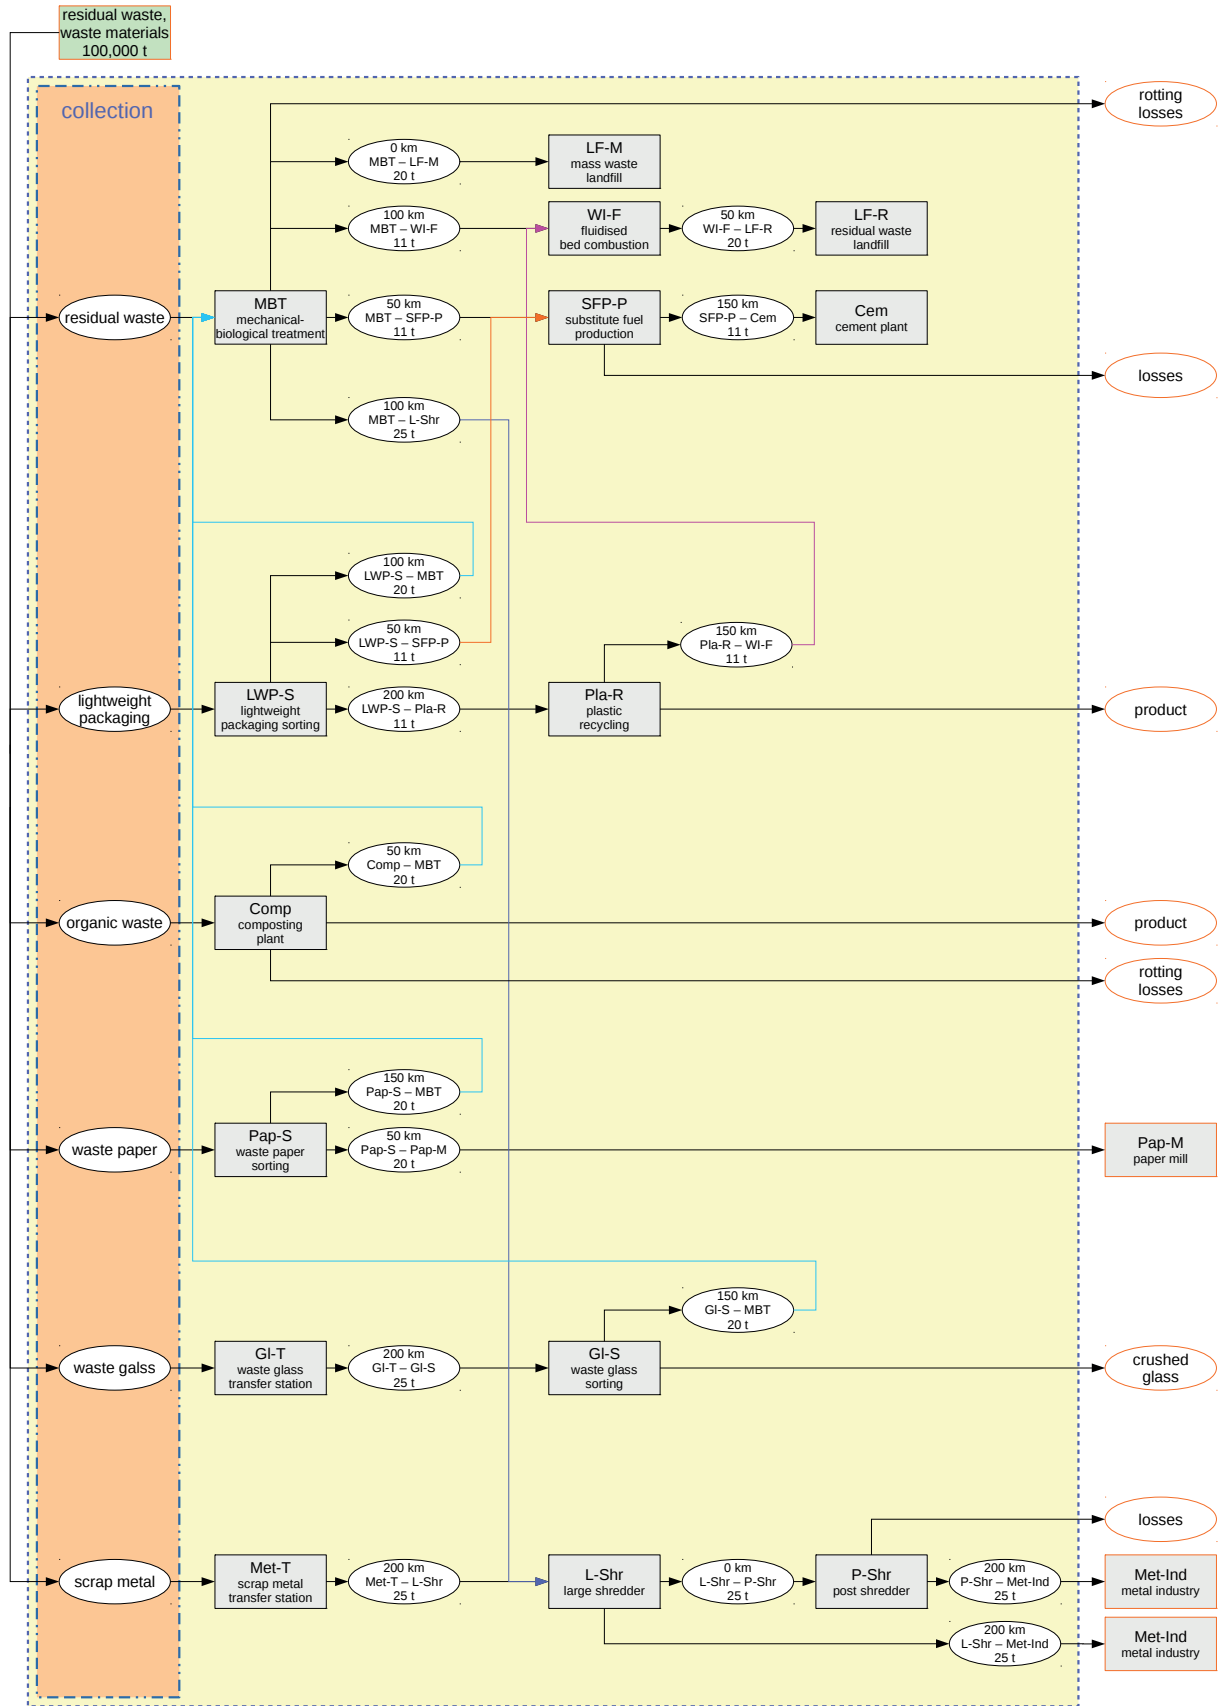 residual waste,
waste materials
100,000 t
collection
rotting
losses
0 km
MBT – LF-M
20 t
LF-M
mass waste
landfill
100 km
MBT – WI-F
11 t
WI-F
fluidised
bed combustion
50 km
WI-F – LF-R
20 t
LF-R
residual waste
landfill
residual waste
MBT
mechanical-
biological treatment
50 km
MBT – SFP-P
11 t
SFP-P
substitute fuel
production
150 km
SFP-P – Cem
11 t
Cem
cement plant
losses
100 km
MBT – L-Shr
25 t
100 km
LWP-S – MBT
20 t
50 km
LWP-S – SFP-P
11 t
150 km
Pla-R – WI-F
11 t
lightweight
packaging
LWP-S
lightweight
packaging sorting
200 km
LWP-S – Pla-R
11 t
Pla-R
plastic
recycling
product
50 km
Comp – MBT
20 t
organic waste
Comp
composting
plant
product
rotting
losses
150 km
Pap-S – MBT
20 t
waste paper
Pap-S
waste paper
sorting
50 km
Pap-S – Pap-M
20 t
Pap-M
paper mill
150 km
Gl-S – MBT
20 t
waste galss
Gl-T
waste glass
transfer station
200 km
Gl-T – Gl-S
25 t
Gl-S
waste glass
sorting
crushed
glass
losses
scrap metal
Met-T
scrap metal
transfer station
200 km
Met-T – L-Shr
25 t
L-Shr
large shredder
0 km
L-Shr – P-Shr
25 t
P-Shr
post shredder
200 km
P-Shr – Met-Ind
25 t
Met-Ind
metal industry
200 km
L-Shr – Met-Ind
25 t
Met-Ind
metal industry